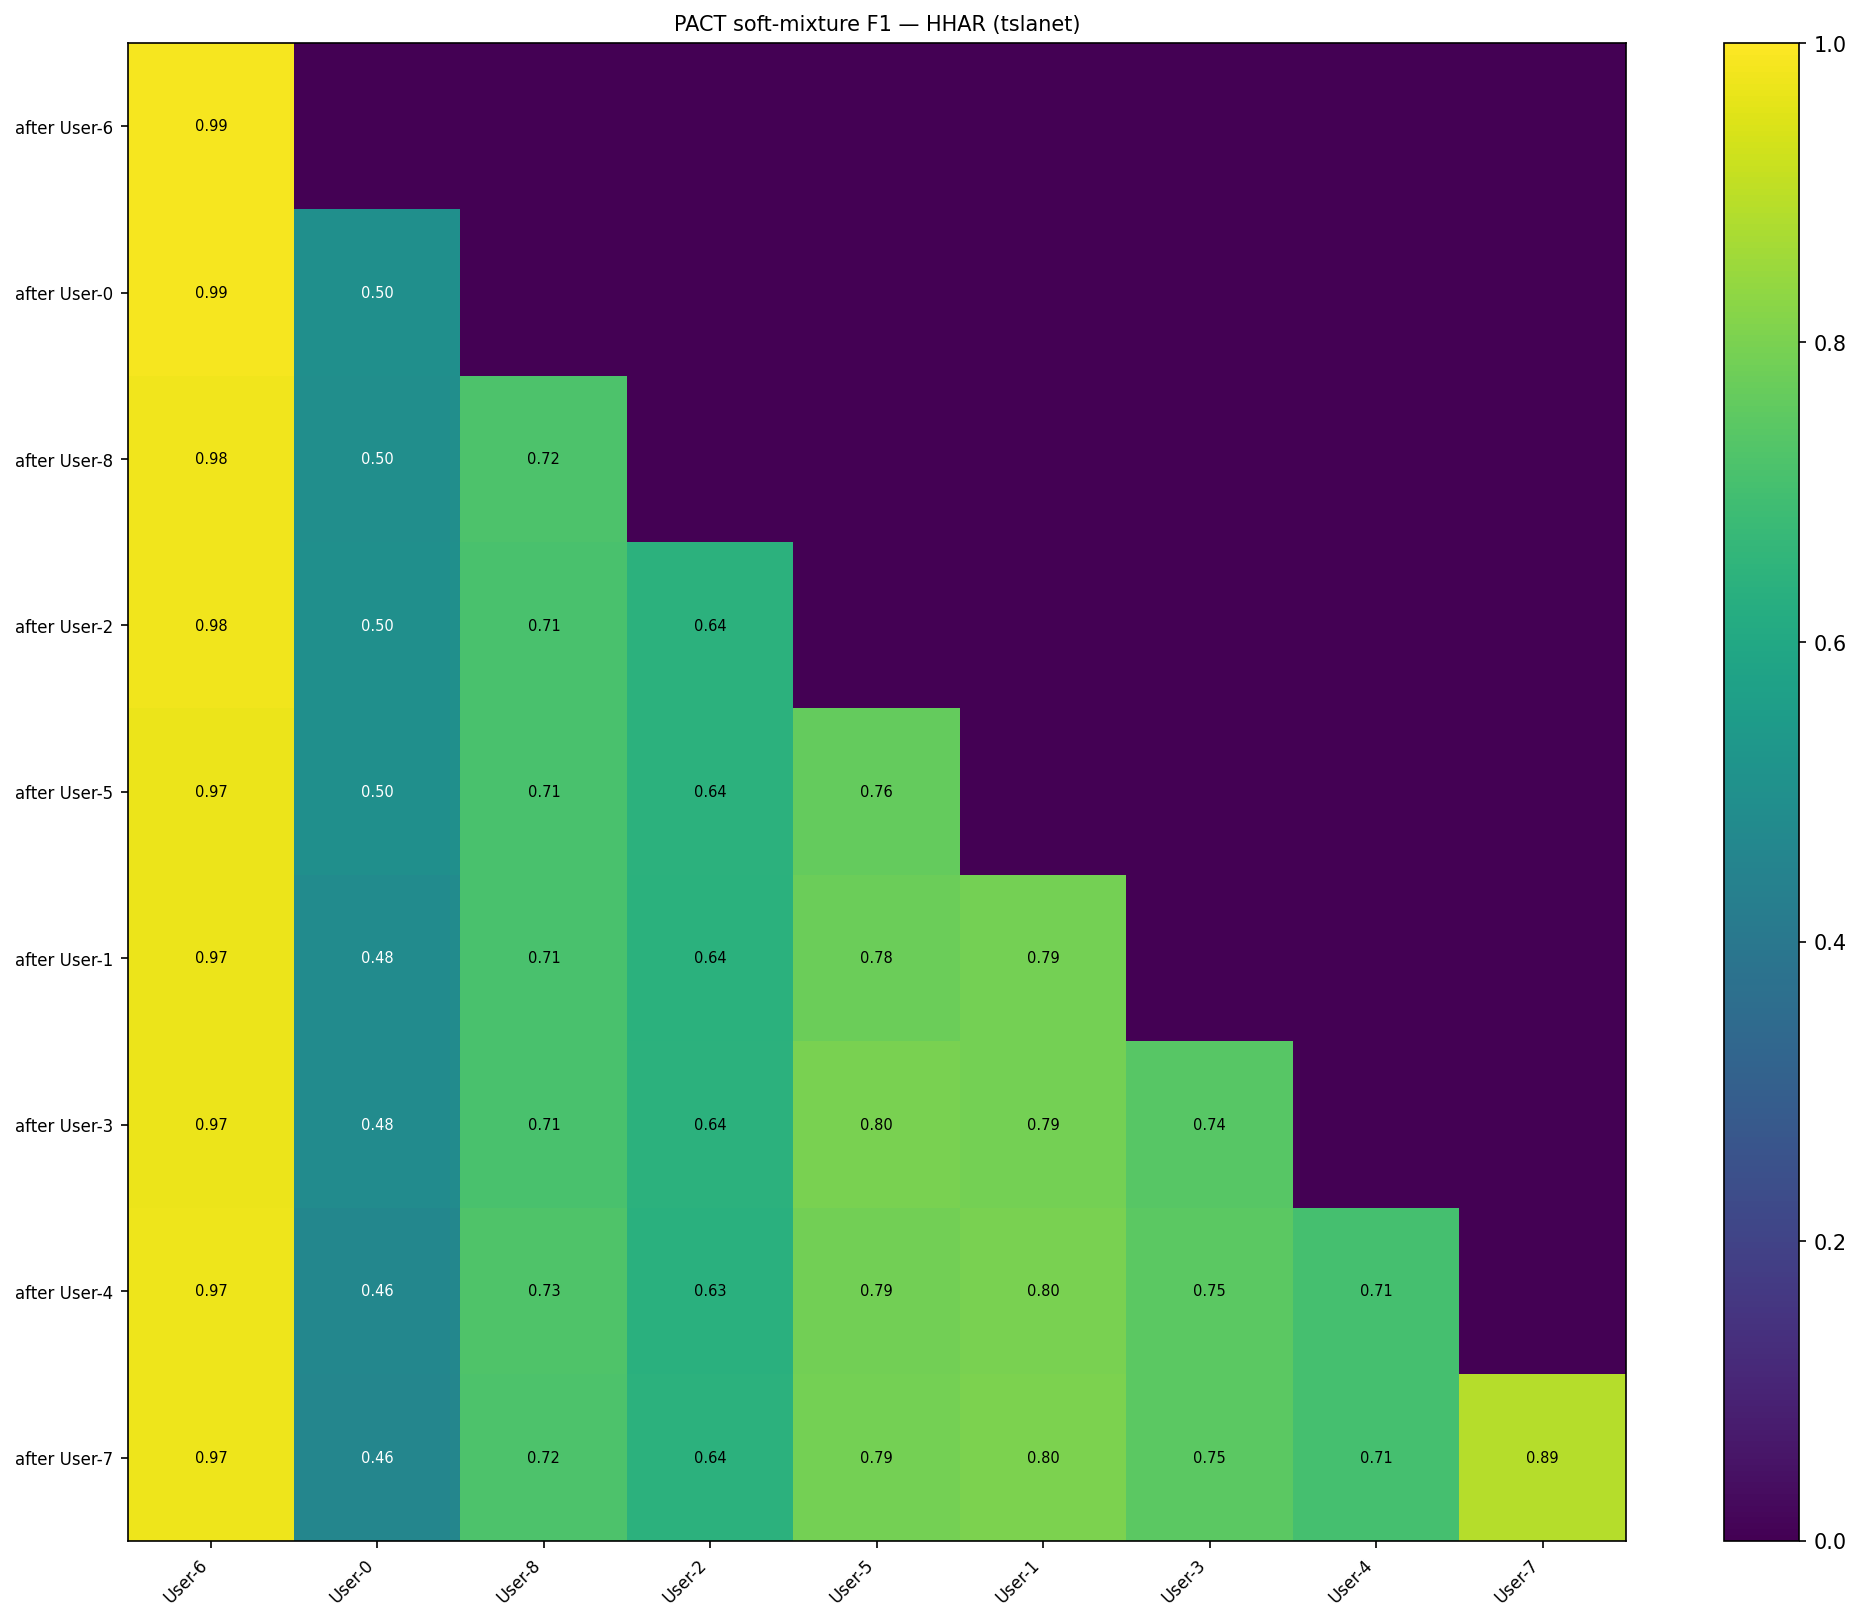 PACT soft-mixture F1 — HHAR (tslanet)
1.0
after User-6 0.99
after User-0 0.99 0.50
0.8
after User-8 0.98 0.50 0.72
after User-2 0.98 0.50 0.71 0.64
0.6
after User-5 0.97 0.50 0.71 0.64 0.76
after User-1 0.97 0.48 0.71 0.64 0.78 0.79
0.4
after User-3 0.97 0.48 0.71 0.64 0.80 0.79 0.74
0.2
after User-4 0.97 0.46 0.73 0.63 0.79 0.80 0.75 0.71
after User-7 0.97 0.46 0.72 0.64 0.79 0.80 0.75 0.71 0.89
0.0
User-6 User-0 User-8 User-2 User-5 User-1 User-3 User-4 User-7